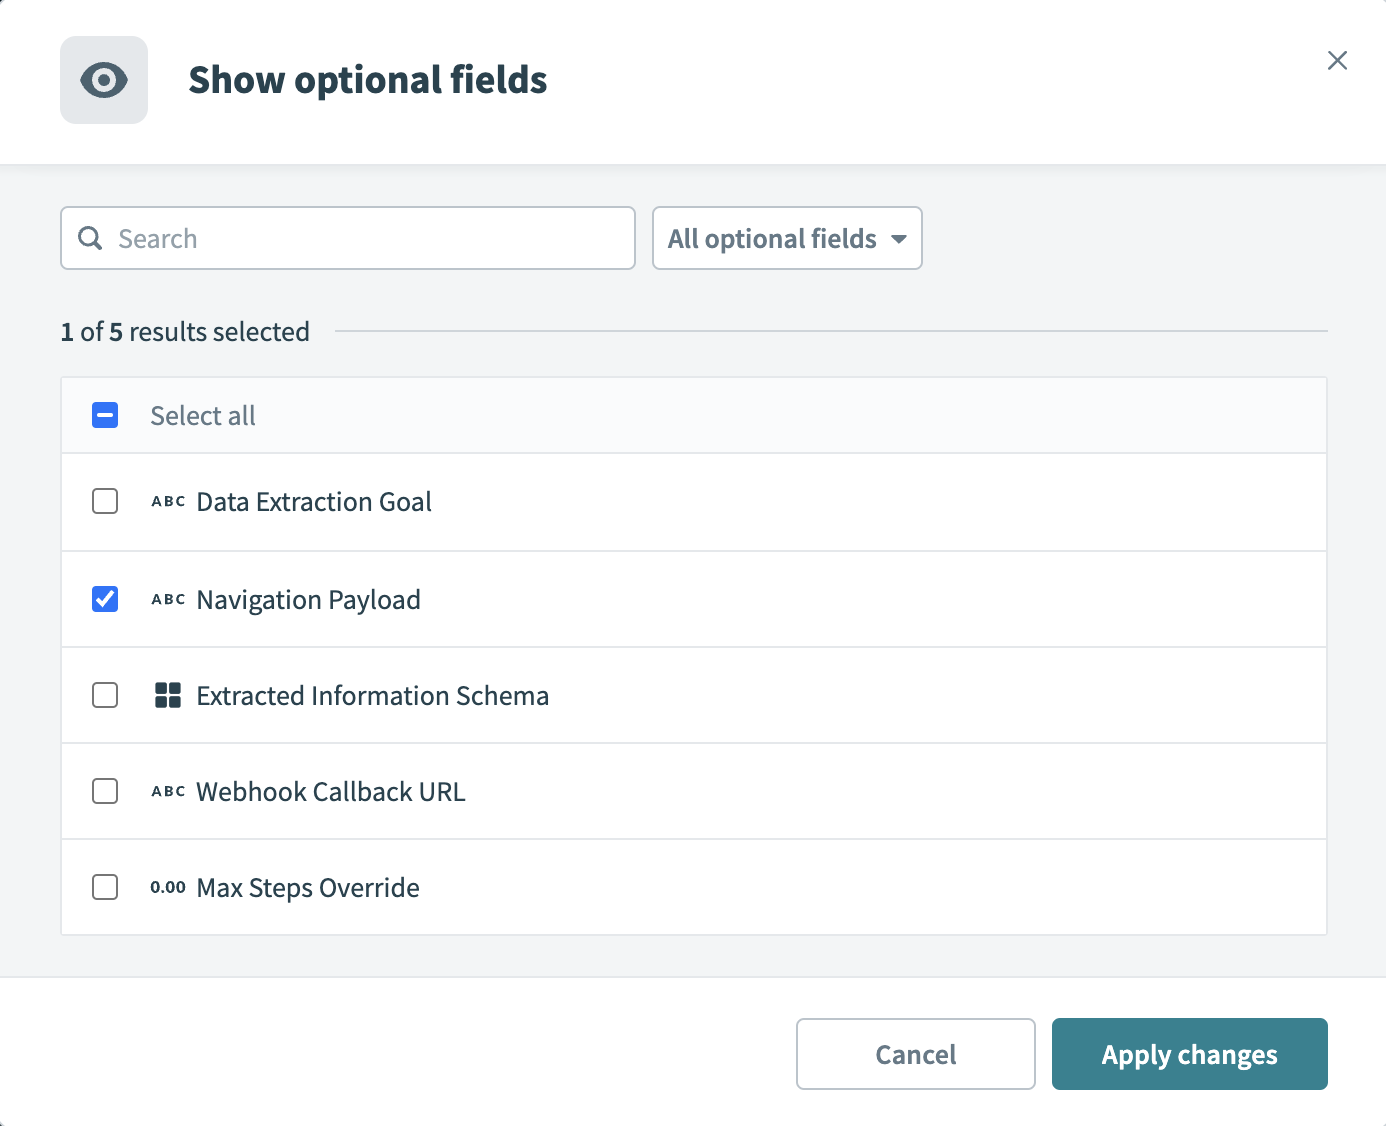 Show optional fields
Search
All optional fields
1 of 5 results selected
Select all
ABC Data Extraction Goal
ABC Navigation Payload
Extracted Information Schema
ABC Webhook Callback URL
0.00 Max Steps Override
Cancel
Apply changes